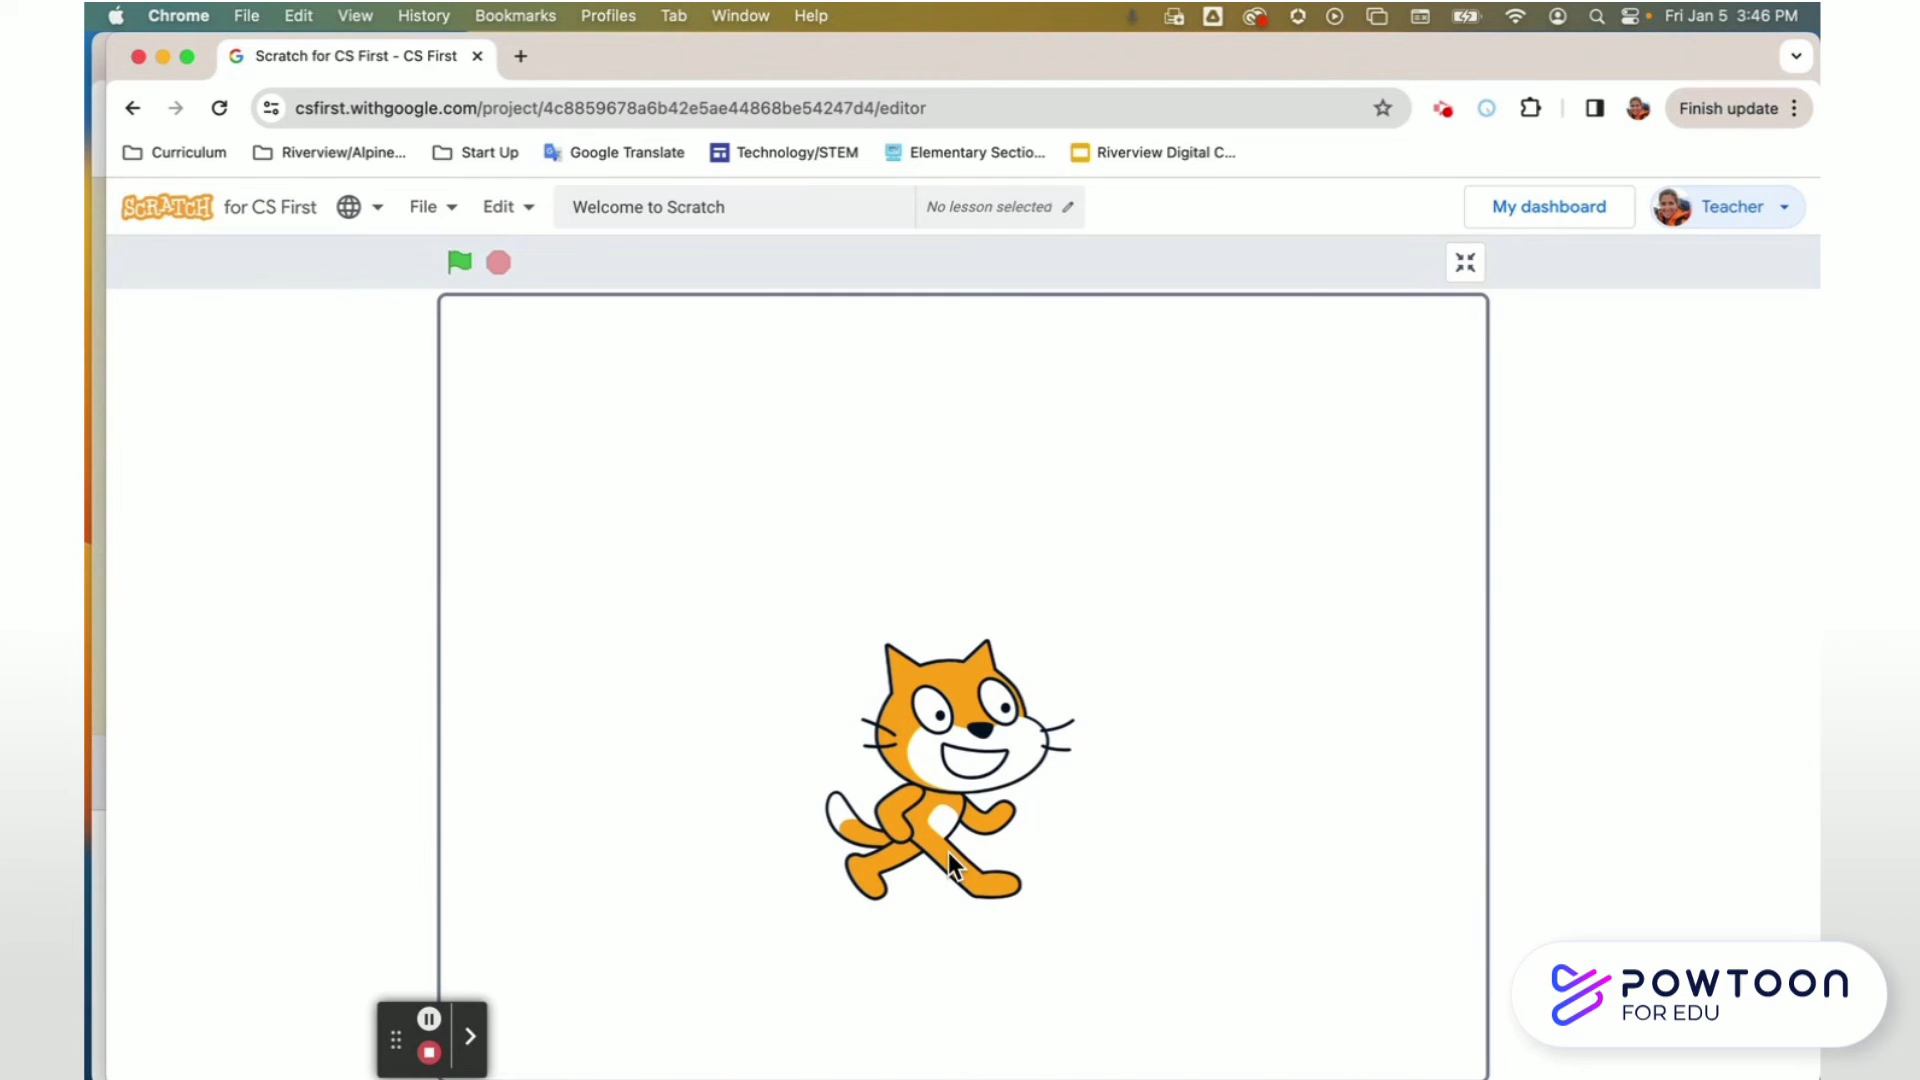 Chrome File Edit View History Bookmarks Profiles Tab Window Help Fri Jan 5 3:46 PM
Scratch for CS First - CS First
csfirst.withgoogle.com/project/4c8859678a6b42e5ae44868be54247d4/editor Finish update
Curriculum Riverview/Alpine... Start Up Google Translate Technology/STEM Elementary Sectio... Riverview Digital C...
SCRATCH for CS First File Edit Welcome to Scratch No lesson selected My dashboard Teacher
POWTOON
FOR EDU